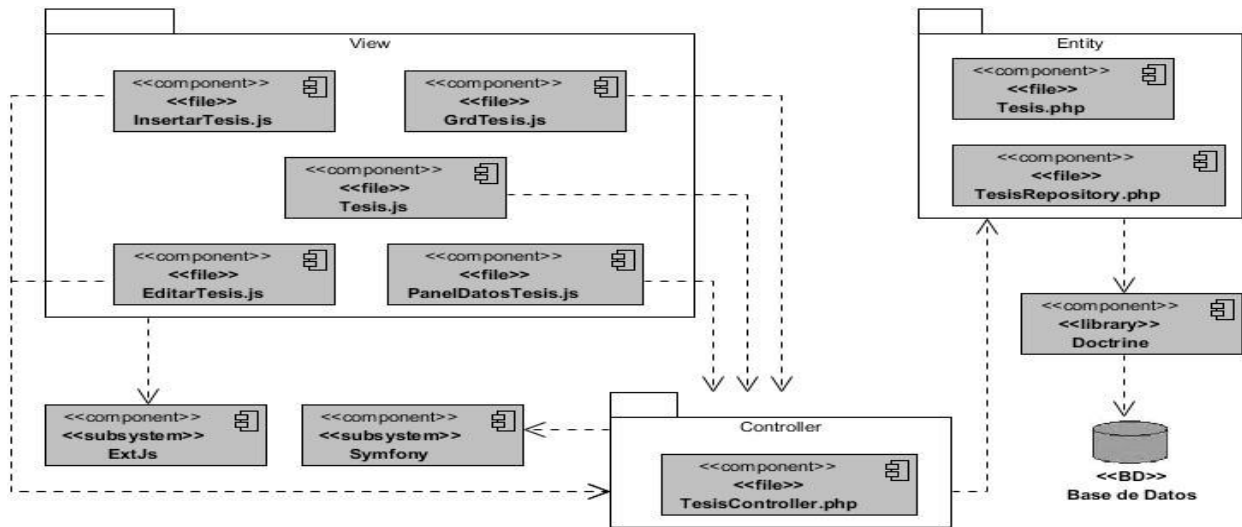 View
<<component>>
<<file>>
InsertarTesis.js
<<component>>
<<file>>
GrdTesis.js
<<component>>
<<file>>
Tesis.js
<<component>>
<<file>>
EditarTesis.js
<<component>>
<<file>>
PanelDatosTesis.js
Entity
<<component>>
<<file>>
Tesis.php
<<component>>
<<file>>
TesisRepository.php
<<component>>
<<library>>
Doctrine
<<component>>
<<subsystem>>
ExtJs
<<component>>
<<subsystem>>
Symfony
Controller
<<component>>
<<file>>
TesisController.php
<<BD>>
Base de Datos